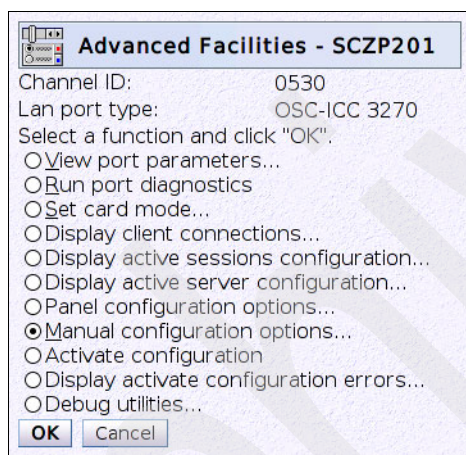 Advanced Facilities - SCZP201
Channel ID: 0530
Lan port type: OSC-ICC 3270
Select a function and click "OK".
View port parameters...
Run port diagnostics
Set card mode...
Display client connections...
Display active sessions configuration...
Display active server configuration...
Panel configuration options...
Manual configuration options...
Activate configuration
Display activate configuration errors...
Debug utilities...
OK Cancel